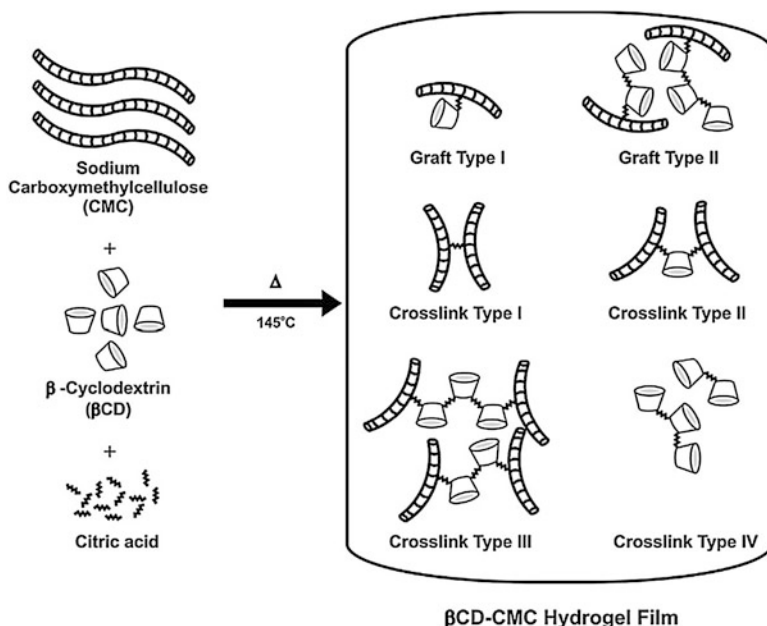 Sodium
Carboxymethylcellulose
(CMC)
+
β -Cyclodextrin
(βCD)
+
Citric acid
Δ
145°C
Graft Type I
Graft Type II
Crosslink Type I
Crosslink Type II
Crosslink Type III
Crosslink Type IV
βCD-CMC Hydrogel Film